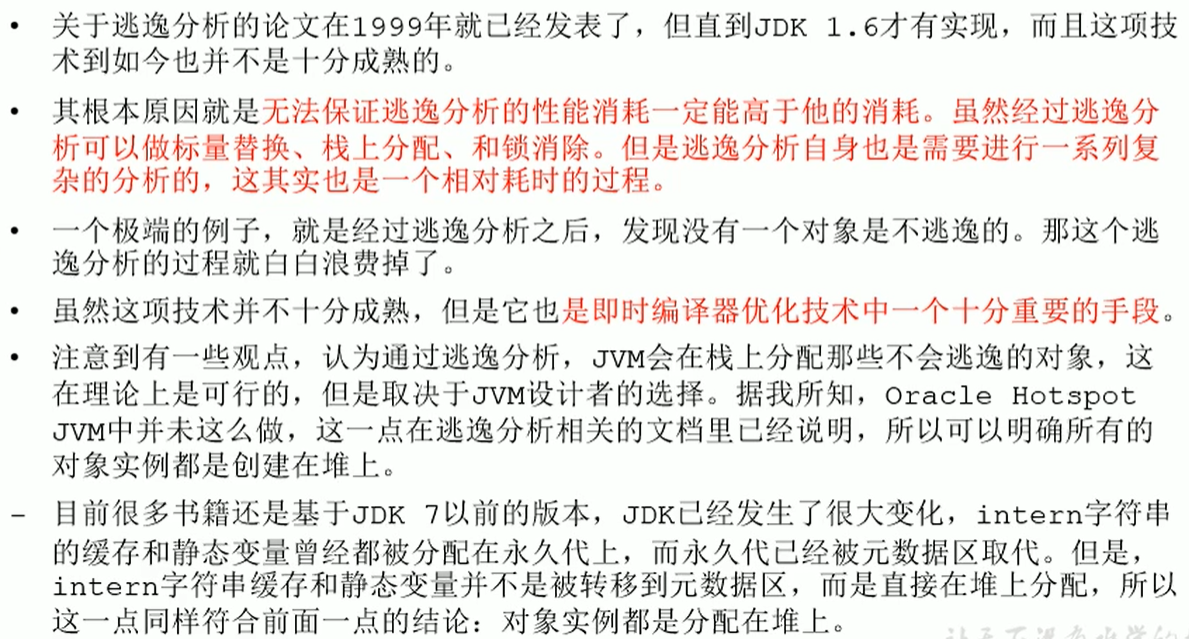 • 关于逃逸分析的论文在1999年就已经发表了，但直到JDK 1.6才有实现，而且这项技
术到如今也并不是十分成熟的。
• 其根本原因就是无法保证逃逸分析的性能消耗一定能高于他的消耗。虽然经过逃逸分
析可以做标量替换、栈上分配、和锁消除。但是逃逸分析自身也是需要进行一系列复
杂的分析的，这其实也是一个相对耗时的过程。
• 一个极端的例子，就是经过逃逸分析之后，发现没有一个对象是不逃逸的。那这个逃
逸分析的过程就白白浪费掉了。
• 虽然这项技术并不十分成熟，但是它也是即时编译器优化技术中一个十分重要的手段。
• 注意到有一些观点，认为通过逃逸分析，JVM会在栈上分配那些不会逃逸的对象，这
在理论上是可行的，但是取决于JVM设计者的选择。据我所知，Oracle Hotspot
JVM中并未这么做，这一点在逃逸分析相关的文档里已经说明，所以可以明确所有的
对象实例都是创建在堆上。
– 目前很多书籍还是基于JDK 7以前的版本，JDK已经发生了很大变化，intern字符串
的缓存和静态变量曾经都被分配在永久代上，而永久代已经被元数据区取代。但是，
intern字符串缓存和静态变量并不是被转移到元数据区，而是直接在堆上分配，所以
这一点同样符合前面一点的结论：对象实例都是分配在堆上。